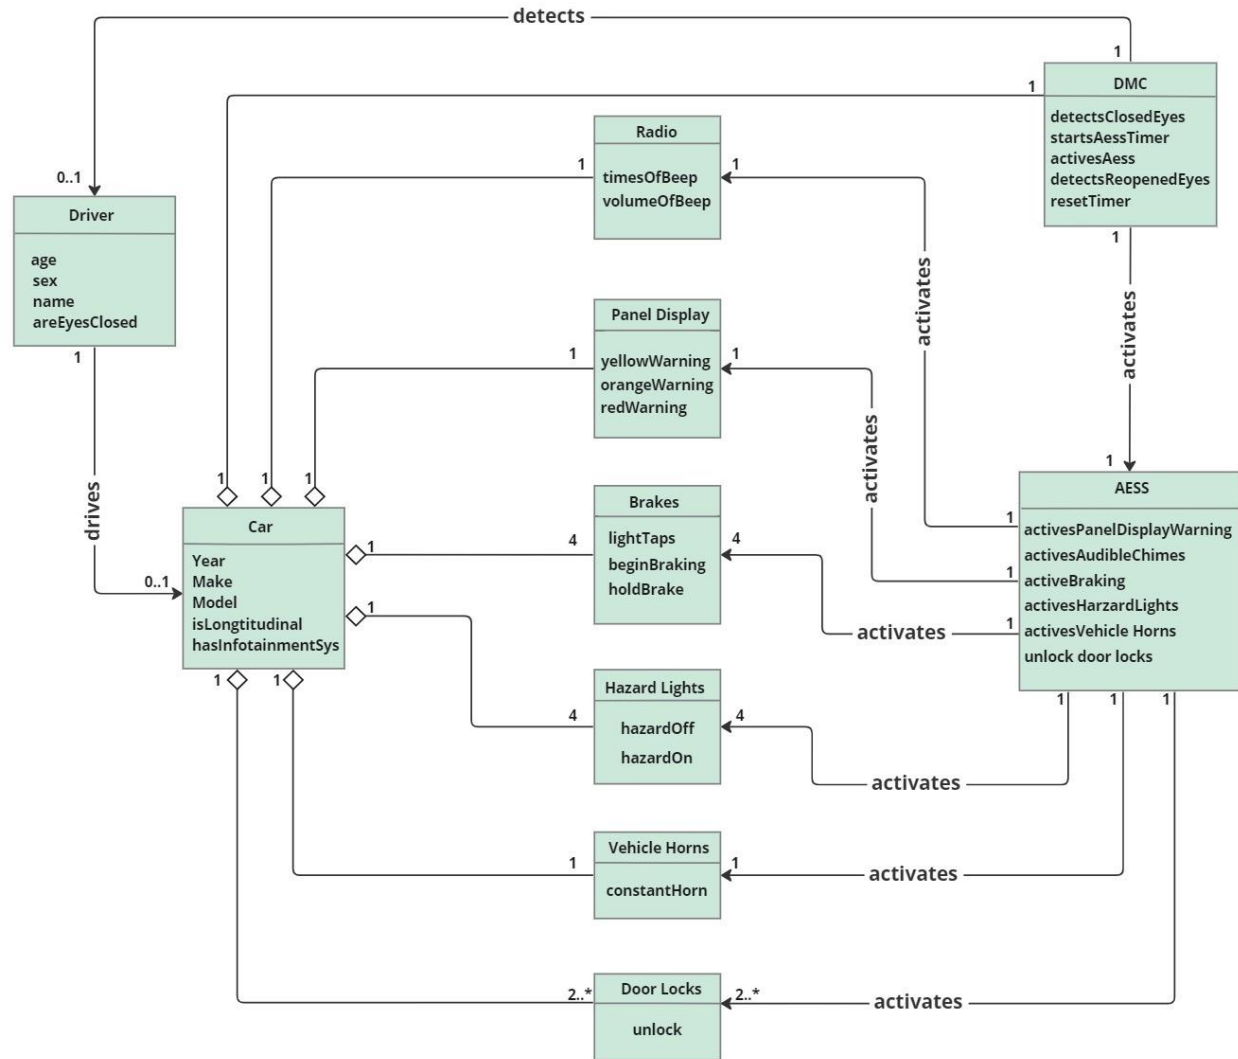 detects
1
DMC
detectsClosedEyes
startsAessTimer
activesAess
detectsReopenedEyes
resetTimer
1
1
Radio
timesOfBeep
volumeOfBeep
1
1
0..1
Driver
age
sex
name
areEyesClosed
1
drives
0..1
activates
activates
activates
Panel Display
yellowWarning
orangeWarning
redWarning
1
1
1
1
1
1
AESS
activesPanelDisplayWarning
activesAudibleChimes
activeBraking
activesHarzardLights
activesVehicle Horns
unlock door locks
1
1
1
1
1
1
Car
Year
Make
Model
isLongtitudinal
hasInfotainmentSys
1
1
1
1
Brakes
lightTaps
beginBraking
holdBrake
4
4
activates
Hazard Lights
hazardOff
hazardOn
4
4
activates
Vehicle Horns
constantHorn
1
1
activates
Door Locks
unlock
2..*
2..*
activates